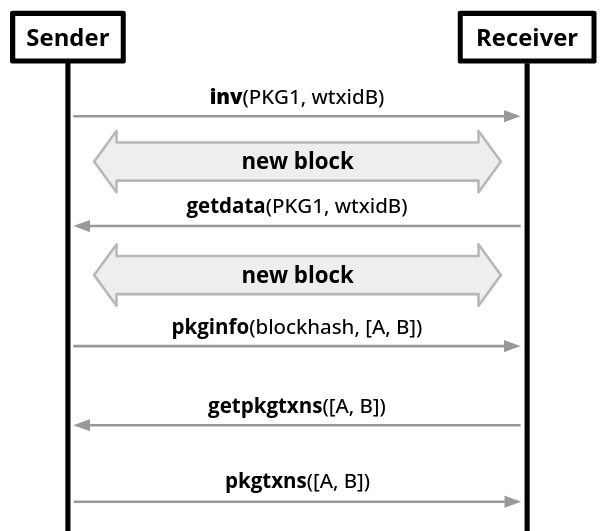 Sender
Receiver
inv(PKG1, wtxidB)
new block
getdata(PKG1, wtxidB)
new block
pkginfo(blockhash, [A, B])
getpkgtxns([A, B])
pkgtxns([A, B])